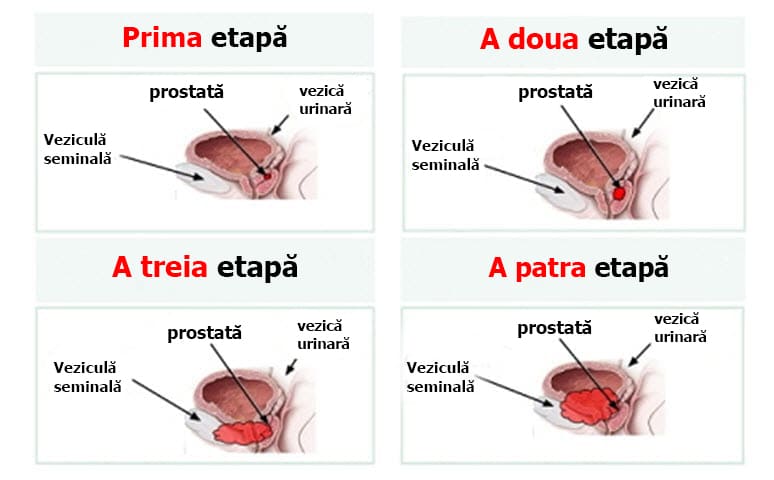 Prima etapă
prostată
vezică
urinară
Veziculă
seminală
A doua etapă
prostată
vezică
urinară
Veziculă
seminală
A treia etapă
prostată
vezică
urinară
Veziculă
seminală
A patra etapă
prostată
vezică
urinară
Veziculă
seminală